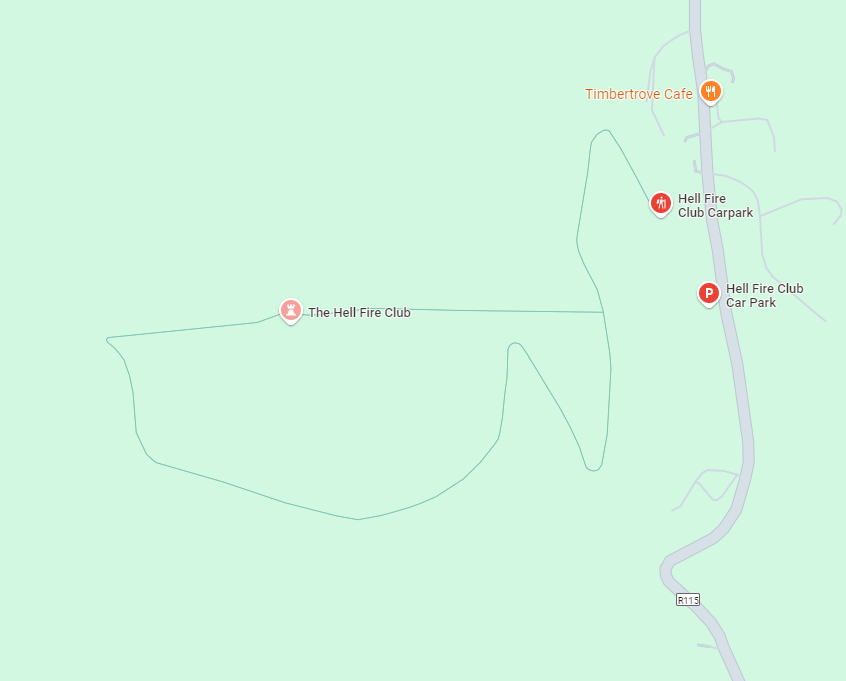 Timbertrove Cafe
Hell Fire
Club Carpark
P
Hell Fire Club
Car Park
The Hell Fire Club
R115